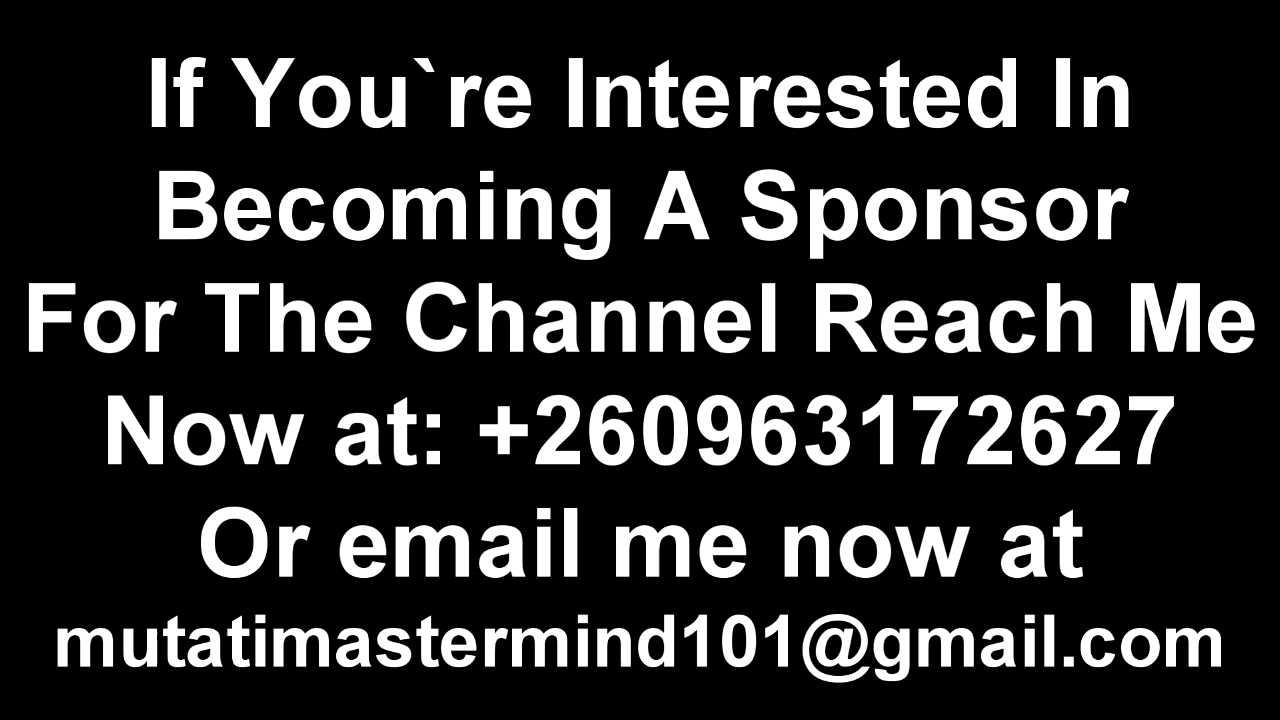 If You`re Interested In
Becoming A Sponsor
For The Channel Reach Me
Now at: +260963172627
Or email me now at
mutatimastermind101@gmail.com